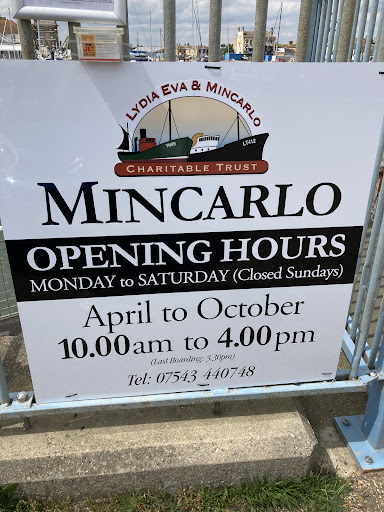 LYDIA EVA & MINCARLO
CHARITABLE TRUST
MINCARLO
OPENING HOURS
MONDAY to SATURDAY (Closed Sundays)
April to October
10.00am to 4.00pm
(Last Boarding: 3.30pm)
Tel: 07543 440748